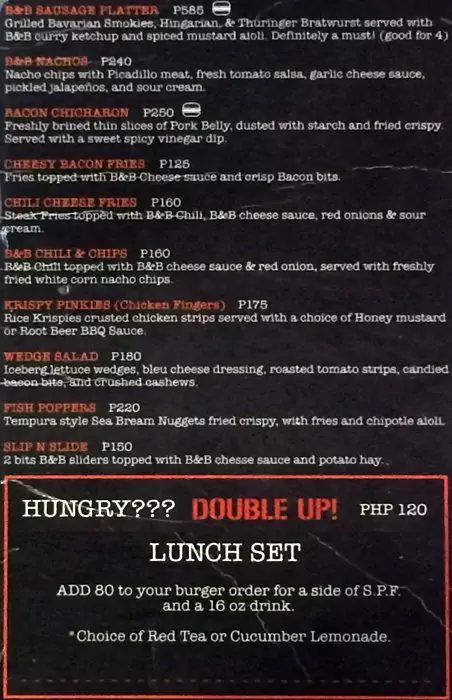 B&B SAUSAGE PLATTER P585
Grilled Bavarian Smokies, Hingarian, & Thuringer Bratwurst served with
B&B curry ketchup and spiced mustard aioli. Definitely a must! (good for 4)
B&B NACHOS P240
Nacho chips with Picadillo meat, fresh tomato salsa, garlic cheese sauce,
pickled jalapeños, and sour cream.
BACON CHICHARON P250
Freshly brined thin slices of Pork Belly, dusted with starch and fried crispy.
Served with a sweet spicy vinegar dip.
CHEESY BACON FRIES P125
Fries topped with B&B Cheese sauce and crisp Bacon bits.
CHILI CHEESE FRIES P160
Steak Fries topped with B&B Chili, B&B cheese sauce, red onions & sour
cream.
B&B CHILI & CHIPS P160
B&B Chili topped with B&B cheese sauce & red onion, served with freshly
fried white corn nacho chips.
KRISPY PINKIES (Chicken Fingers) P175
Rice Krispies crusted chicken strips served with a choice of Honey mustard
or Root Beer BBQ Sauce.
WEDGE SALAD P180
Iceberg lettuce wedges, bleu cheese dressing, roasted tomato strips, candied
bacon bits, and crushed cashews.
FISH POPPERS P220
Tempura style Sea Bream Nuggets fried crispy, with fries and chipotle aioli.
SLIP N SLIDE P150
2 bits B&B sliders topped with B&B chesse sauce and potato hay.
HUNGRY??? DOUBLE UP! PHP 120
LUNCH SET
ADD 80 to your burger order for a side of S.P.F.
and a 16 oz drink.
*Choice of Red Tea or Cucumber Lemonade.